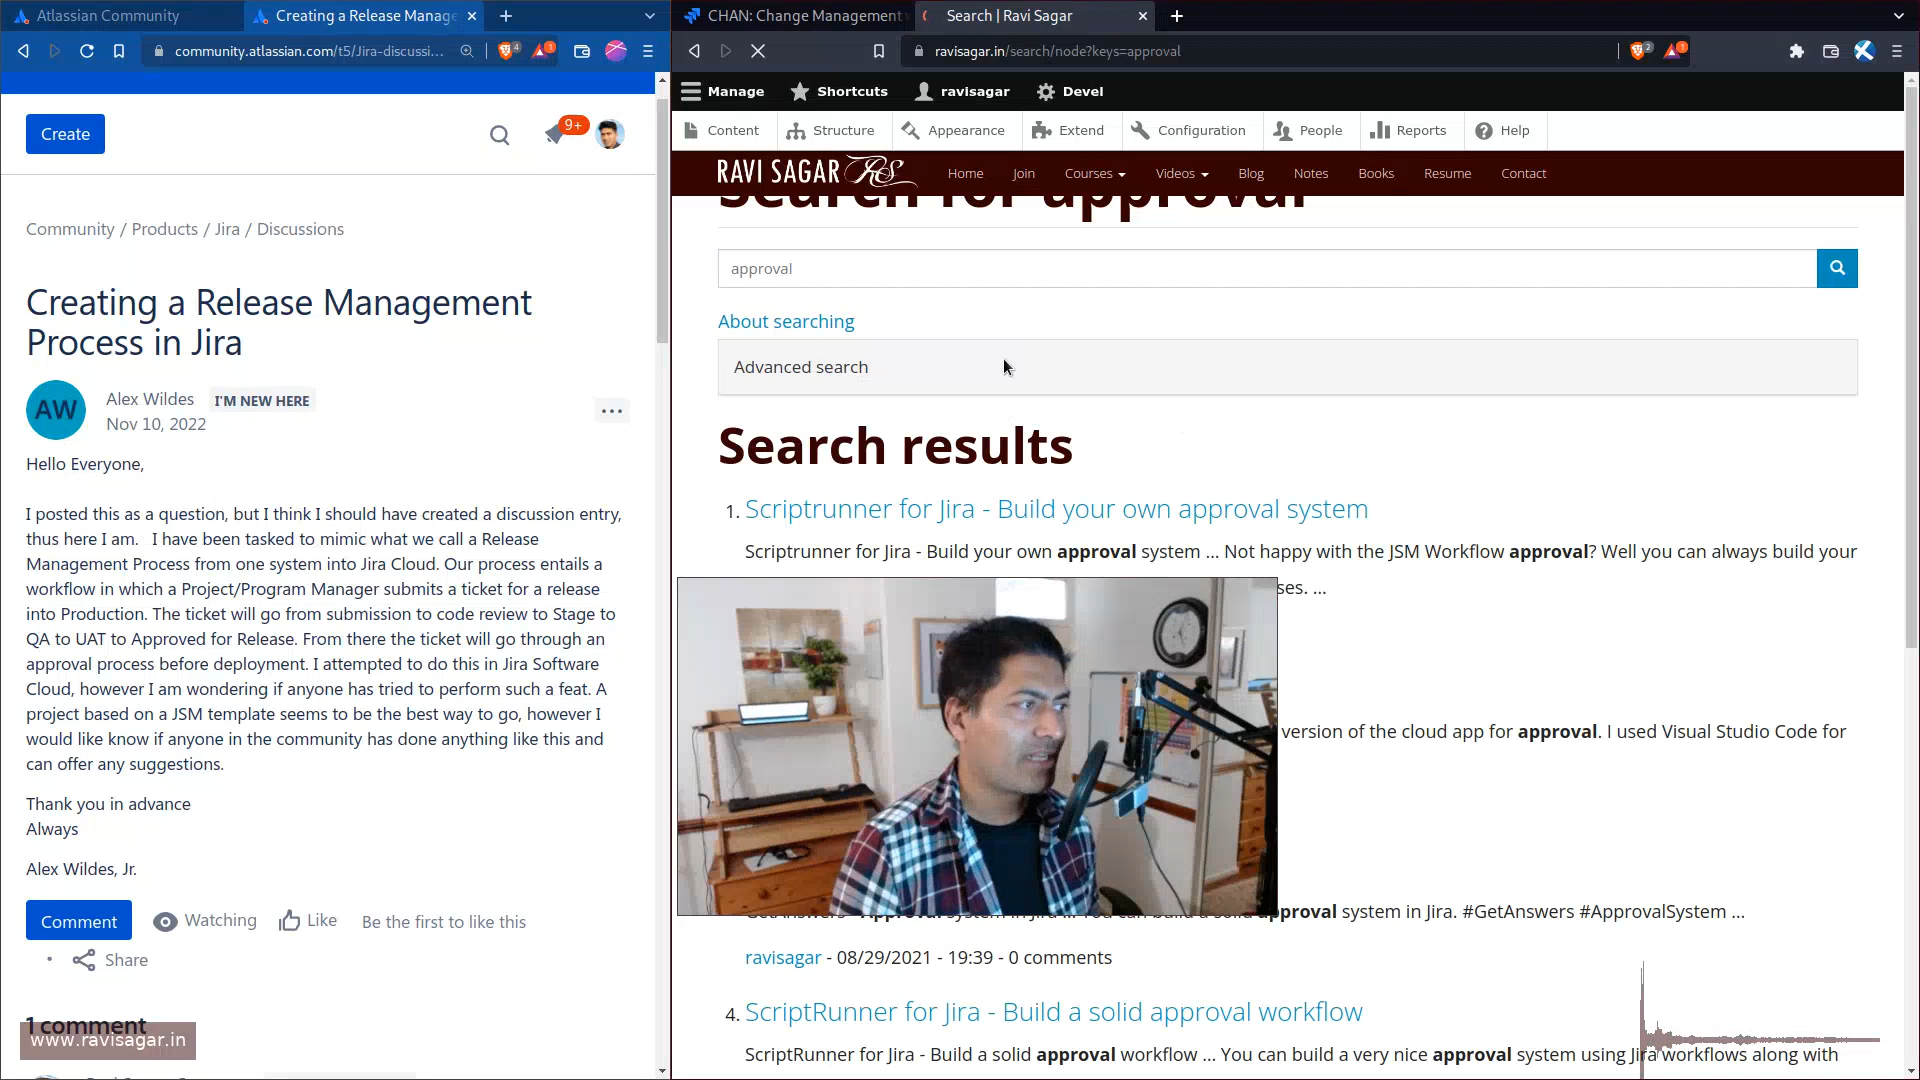 Atlassian Community
Creating a Release Manage
community.atlassian.com/t5/Jira-discussi...
4
1
Create
9+
Community / Products / Jira / Discussions
Creating a Release Management
Process in Jira
AW
Alex Wildes
I'M NEW HERE
Nov 10, 2022
Hello Everyone,
I posted this as a question, but I think I should have created a discussion entry,
thus here I am. I have been tasked to mimic what we call a Release
Management Process from one system into Jira Cloud. Our process entails a
workflow in which a Project/Program Manager submits a ticket for a release
into Production. The ticket will go from submission to code review to Stage to
QA to UAT to Approved for Release. From there the ticket will go through an
approval process before deployment. I attempted to do this in Jira Software
Cloud, however I am wondering if anyone has tried to perform such a feat. A
project based on a JSM template seems to be the best way to go, however I
would like know if anyone in the community has done anything like this and
can offer any suggestions.
Thank you in advance
Always
Alex Wildes, Jr.
Comment
Watching
Like
Be the first to like this
Share
1 comment
www.ravisagar.in
CHAN: Change Management
Search | Ravi Sagar
ravisagar.in/search/node?keys=approval
2
1
Manage
Shortcuts
ravisagar
Devel
Content
Structure
Appearance
Extend
Configuration
People
Reports
Help
RAVI SAGAR RS
Home
Join
Courses
Videos
Blog
Notes
Books
Resume
Contact
Search for approval
approval
About searching
Advanced search
Search results
1. Scriptrunner for Jira - Build your own approval system
Scriptrunner for Jira - Build your own approval system ... Not happy with the JSM Workflow approval? Well you can always build your
ses. ...
version of the cloud app for approval. I used Visual Studio Code for
approval system in Jira. #GetAnswers #ApprovalSystem ...
ravisagar - 08/29/2021 - 19:39 - 0 comments
4. ScriptRunner for Jira - Build a solid approval workflow
ScriptRunner for Jira - Build a solid approval workflow ... You can build a very nice approval system using Jira workflows along with